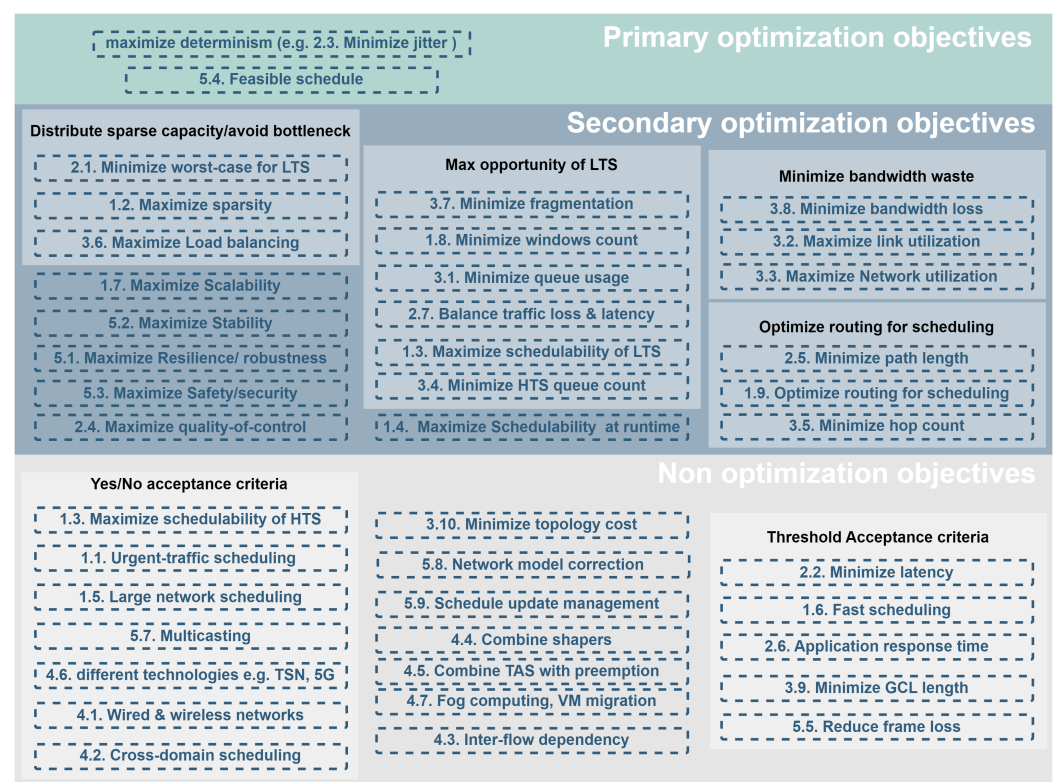 Primary optimization objectives
maximize determinism (e.g. 2.3. Minimize jitter )
5.4. Feasible schedule
Secondary optimization objectives
Distribute sparse capacity/avoid bottleneck
2.1. Minimize worst-case for LTS
1.2. Maximize sparsity
3.6. Maximize Load balancing
1.7. Maximize Scalability
5.2. Maximize Stability
5.1. Maximize Resilience/ robustness
5.3. Maximize Safety/security
2.4. Maximize quality-of-control
Max opportunity of LTS
3.7. Minimize fragmentation
1.8. Minimize windows count
3.1. Minimize queue usage
2.7. Balance traffic loss & latency
1.3. Maximize schedulability of LTS
3.4. Minimize HTS queue count
1.4. Maximize Schedulability at runtime
Minimize bandwidth waste
3.8. Minimize bandwidth loss
3.2. Maximize link utilization
3.3. Maximize Network utilization
Optimize routing for scheduling
2.5. Minimize path length
1.9. Optimize routing for scheduling
3.5. Minimize hop count
Non optimization objectives
Yes/No acceptance criteria
1.3. Maximize schedulability of HTS
1.1. Urgent-traffic scheduling
1.5. Large network scheduling
5.7. Multicasting
4.6. different technologies e.g. TSN, 5G
4.1. Wired & wireless networks
4.2. Cross-domain scheduling
3.10. Minimize topology cost
5.8. Network model correction
5.9. Schedule update management
4.4. Combine shapers
4.5. Combine TAS with preemption
4.7. Fog computing, VM migration
4.3. Inter-flow dependency
Threshold Acceptance criteria
2.2. Minimize latency
1.6. Fast scheduling
2.6. Application response time
3.9. Minimize GCL length
5.5. Reduce frame loss